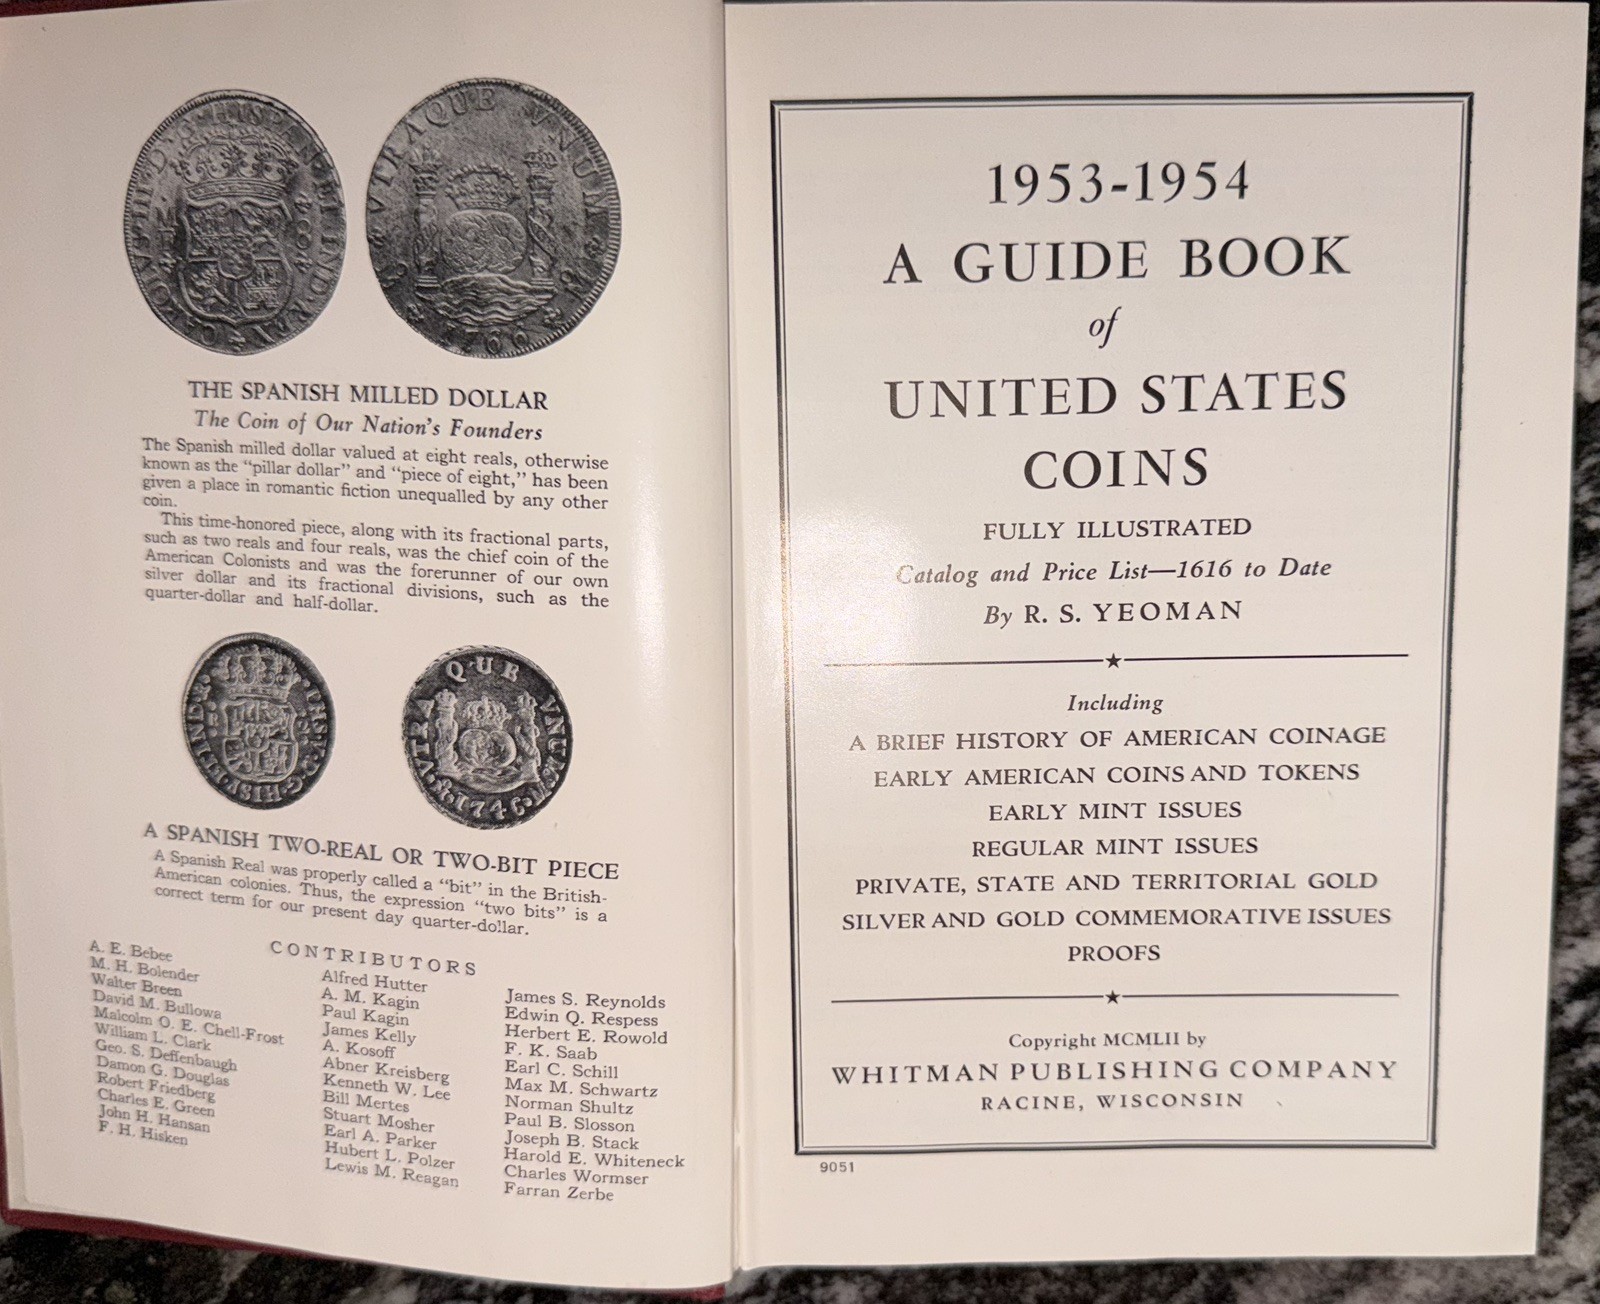 THE SPANISH MILLED DOLLAR
The Coin of Our Nation's Founders
The Spanish milled dollar valued at eight reals, otherwise
known as the "pillar dollar" and "piece of eight," has been
given a place in romantic fiction unequalled by any other
coin.
This time-honored piece, along with its fractional parts,
such as two reals and four reals, was the chief coin of the
American Colonists and was the forerunner of our own
silver dollar and its fractional divisions, such as the
quarter-dollar and half-dollar.
QUE
VNUM
1746
A SPANISH TWO-REAL OR TWO-BIT PIECE
A Spanish Real was properly called a "bit" in the British-
American colonies. Thus, the expression "two bits" is a
correct term for our present day quarter-dollar.
CONTRIBUTORS
A. E. Bebee
M. H. Bolender
Walter Breen
David M. Bullowa
Malcolm O. E. Chell-Frost
William L. Clark
Geo. S. Deffenbaugh
Damon G. Douglas
Robert Friedberg
Charles E. Green
John H. Hansan
F. H. Hisken
Alfred Hutter
A. M. Kagin
Paul Kagin
James Kelly
A. Kosoff
Abner Kreisberg
Kenneth W. Lee
Bill Mertes
Stuart Mosher
Earl A. Parker
Hubert L. Polzer
Lewis M. Reagan
James S. Reynolds
Edwin Q. Respess
Herbert E. Rowold
F. K. Saab
Earl C. Schill
Max M. Schwartz
Norman Shultz
Paul B. Slosson
Joseph B. Stack
Harold E. Whiteneck
Charles Wormser
Farran Zerbe
1953-1954
A GUIDE BOOK
of
UNITED STATES
COINS
FULLY ILLUSTRATED
Catalog and Price List—1616 to Date
By R. S. YEOMAN
Including
A BRIEF HISTORY OF AMERICAN COINAGE
EARLY AMERICAN COINS AND TOKENS
EARLY MINT ISSUES
REGULAR MINT ISSUES
PRIVATE, STATE AND TERRITORIAL GOLD
SILVER AND GOLD COMMEMORATIVE ISSUES
PROOFS
Copyright MCMLII by
WHITMAN PUBLISHING COMPANY
RACINE, WISCONSIN
9051